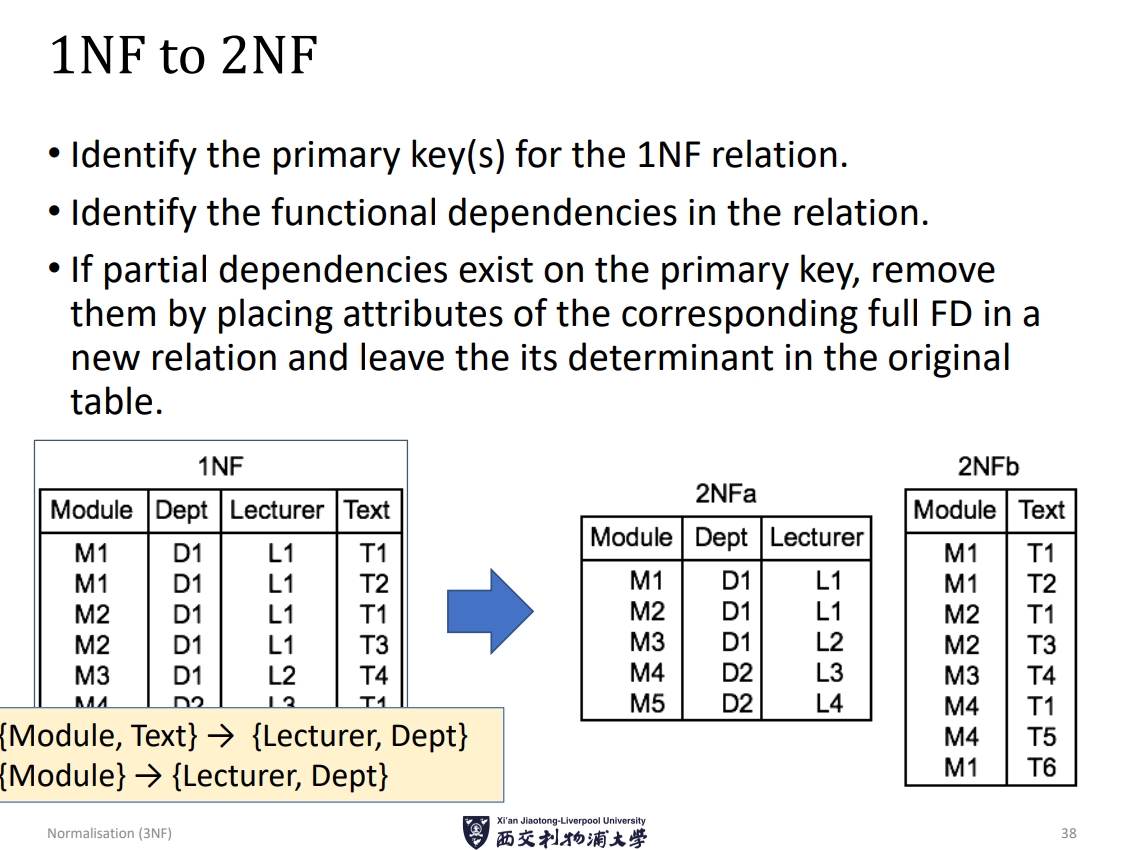 1NF to 2NF
• Identify the primary key(s) for the 1NF relation.
• Identify the functional dependencies in the relation.
• If partial dependencies exist on the primary key, remove
them by placing attributes of the corresponding full FD in a
new relation and leave the its determinant in the original
table.
1NF
Module Dept Lecturer Text
M1 D1 L1 T1
M1 D1 L1 T2
M2 D1 L1 T1
M2 D1 L1 T3
M3 D1 L2 T4
M4 D2 L3 T1
{Module, Text} → {Lecturer, Dept}
{Module} → {Lecturer, Dept}
2NFa
Module Dept Lecturer
M1 D1 L1
M2 D1 L1
M3 D1 L2
M4 D2 L3
M5 D2 L4
2NFb
Module Text
M1 T1
M1 T2
M2 T1
M2 T3
M3 T4
M4 T1
M4 T5
M1 T6
Normalisation (3NF)
Xi'an Jiaotong-Liverpool University
西交利物浦大学
38